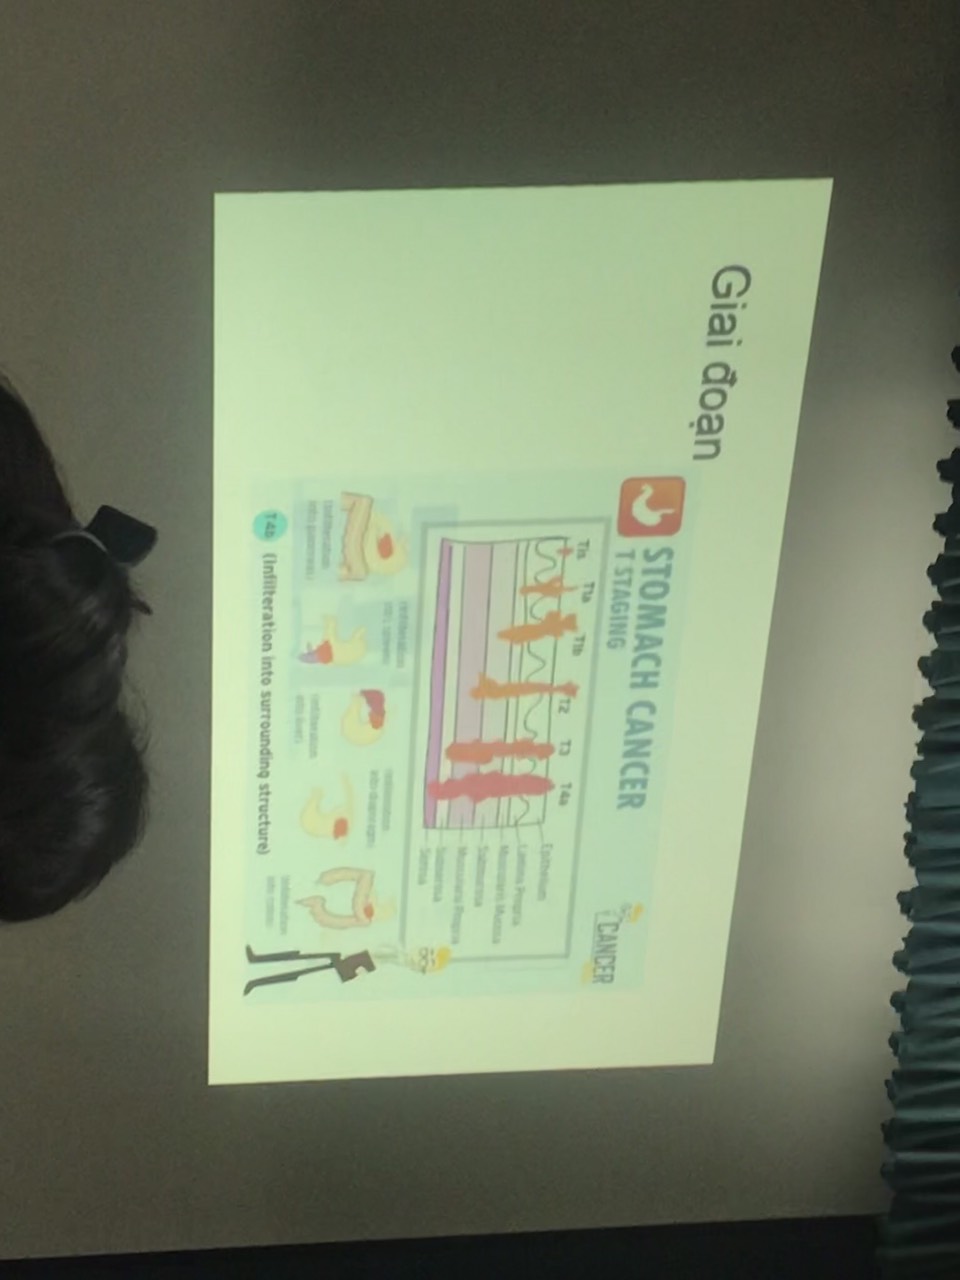 Giai đoạn
STOMACH CANCER
T STAGING
CANCER
Tis T1a T1b T2 T3 T4a
Epithelium
Lamina Propria
Muscularis Mucosa
Submucosa
Muscularis Propria
Subserosa
Serosa
Infilteration
into pancreas)
Infilteration
into spleen)
Infilteration
into liver)
Infilteration
into diaphragm)
Infilteration
into colon)
T4b (Infilteration into surrounding structure)